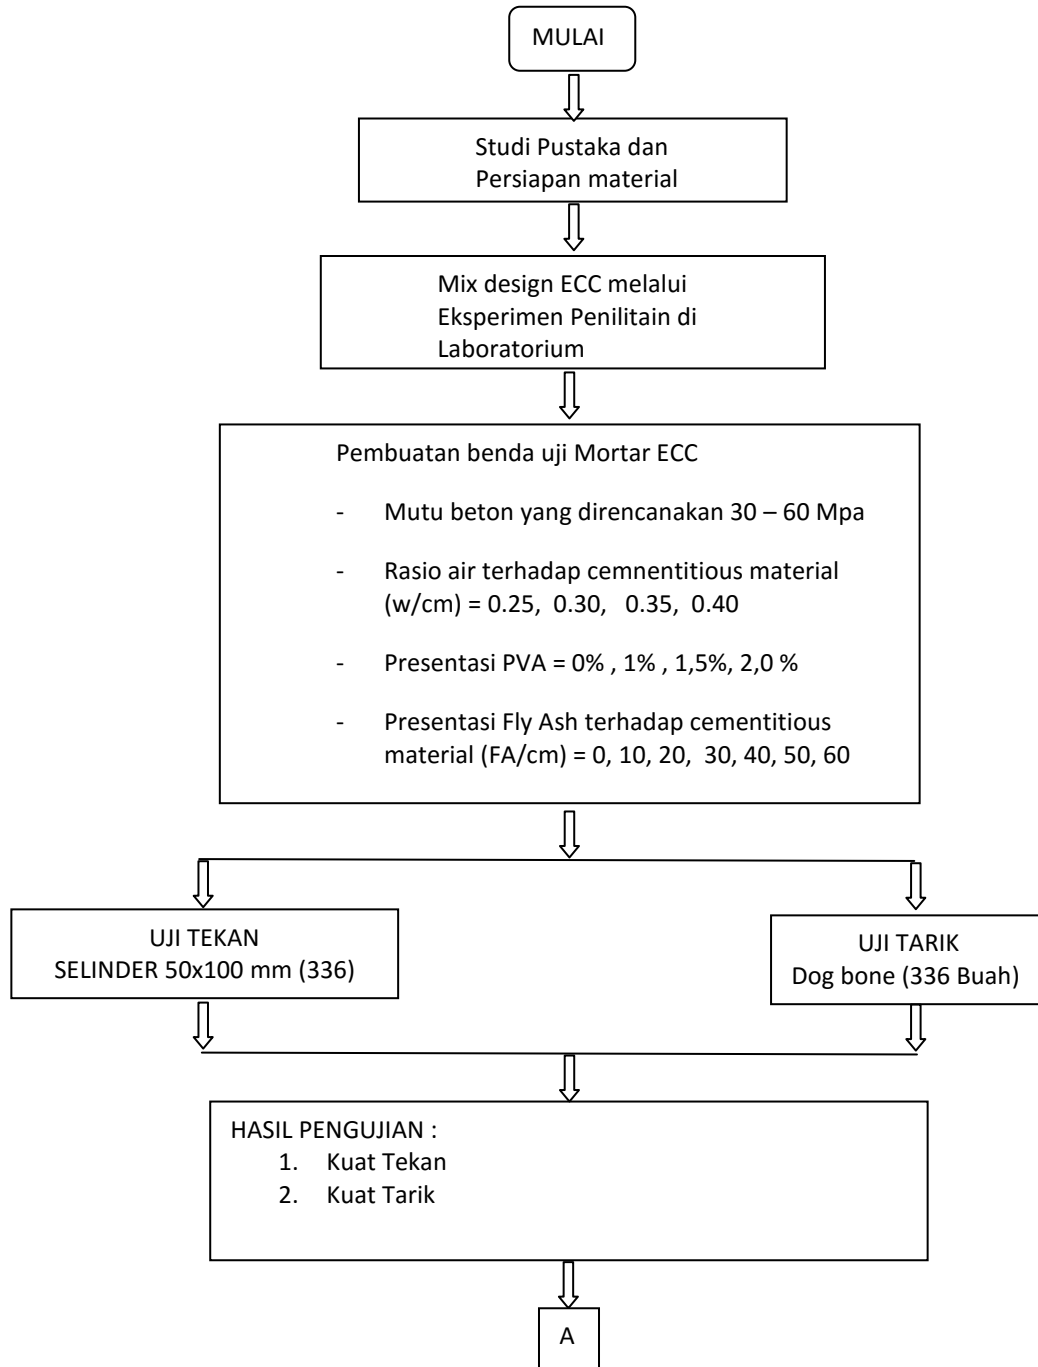 MULAI
Studi Pustaka dan
Persiapan material
Mix design ECC melalui
Eksperimen Penilitain di
Laboratorium
Pembuatan benda uji Mortar ECC
- Mutu beton yang direncanakan 30 – 60 Mpa
- Rasio air terhadap cemnentitious material
(w/cm) = 0.25, 0.30, 0.35, 0.40
- Presentasi PVA = 0% , 1% , 1,5%, 2,0 %
- Presentasi Fly Ash terhadap cementitious
material (FA/cm) = 0, 10, 20, 30, 40, 50, 60
UJI TEKAN
SELINDER 50x100 mm (336)
UJI TARIK
Dog bone (336 Buah)
HASIL PENGUJIAN :
1. Kuat Tekan
2. Kuat Tarik
A